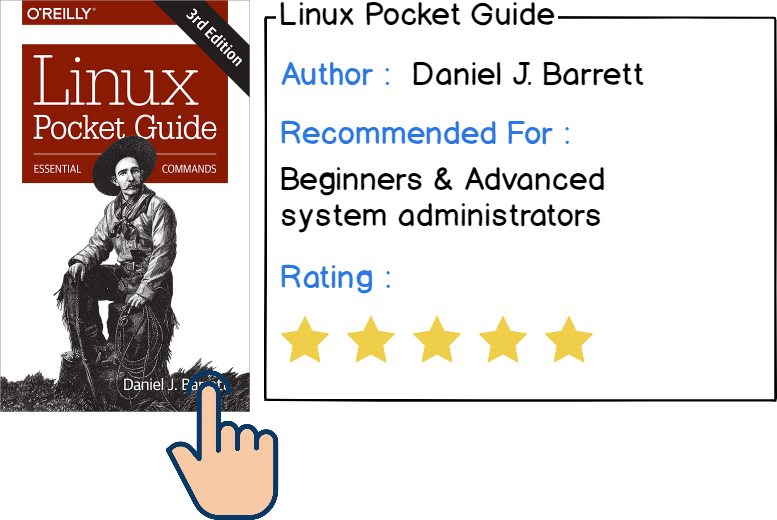 O'REILLY®
3rd Edition
Linux
Pocket Guide
ESSENTIAL COMMANDS
Daniel J. Barrett
Linux Pocket Guide
Author : Daniel J. Barrett
Recommended For :
Beginners & Advanced
system administrators
Rating :